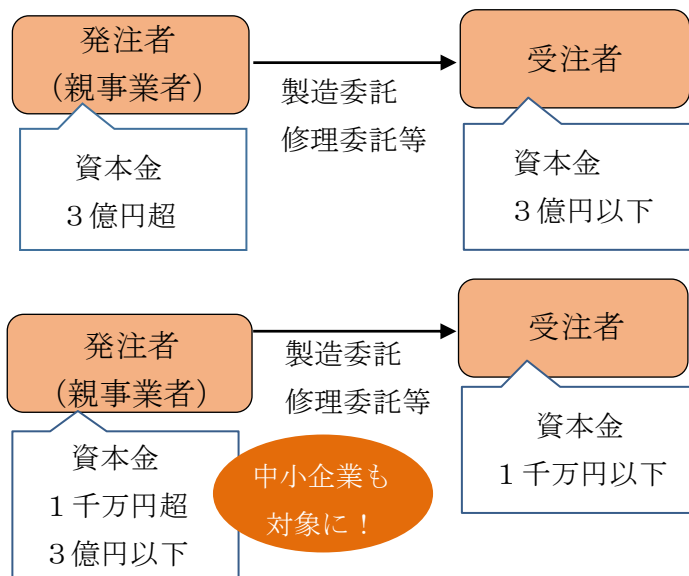 発注者
(親事業者)
製造委託
修理委託等
受注者
資本金
３億円超
資本金
３億円以下
発注者
(親事業者)
製造委託
修理委託等
受注者
資本金
１千万円超
３億円以下
中小企業も
対象に！
資本金
１千万円以下